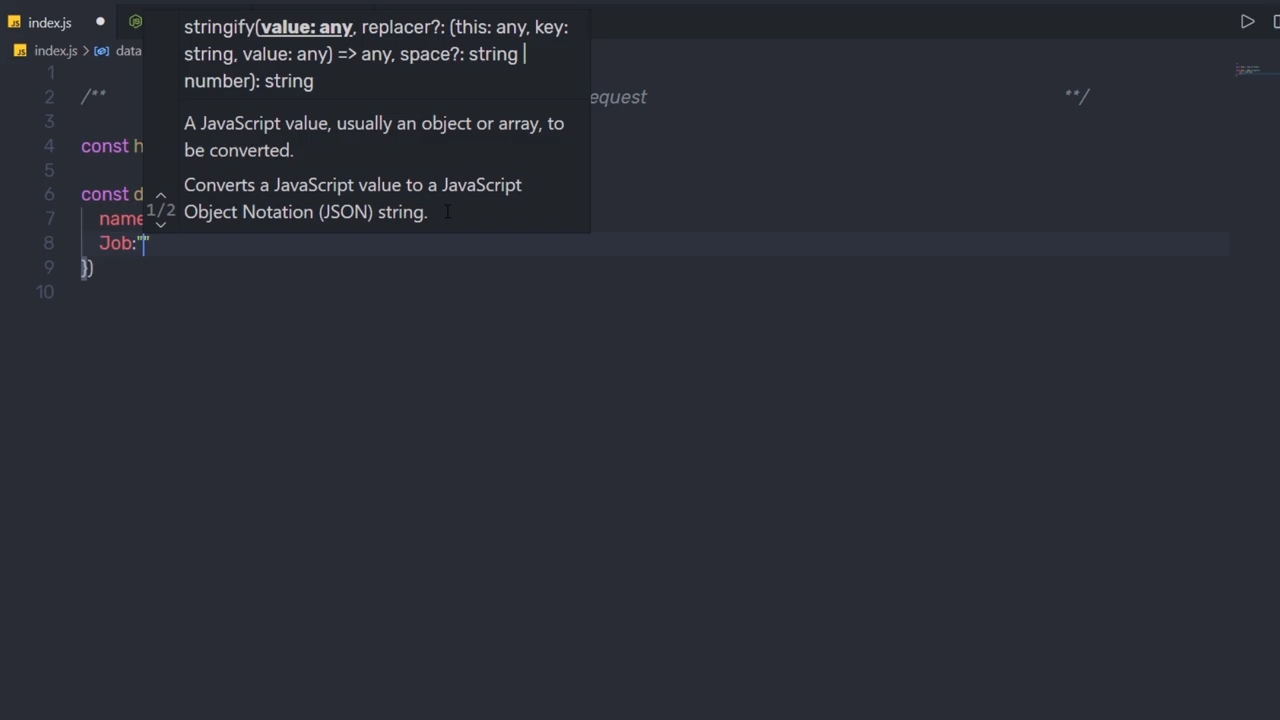 index.js
index.js > data
stringify(value: any, replacer?: (this: any, key:
string, value: any) => any, space?: string |
number): string
A JavaScript value, usually an object or array, to
be converted.
Converts a JavaScript value to a JavaScript
Object Notation (JSON) string.
1/2
1
2 /** equest **/
3
4 const h
5
6 const d
7 name
8 Job:""
9 })
10